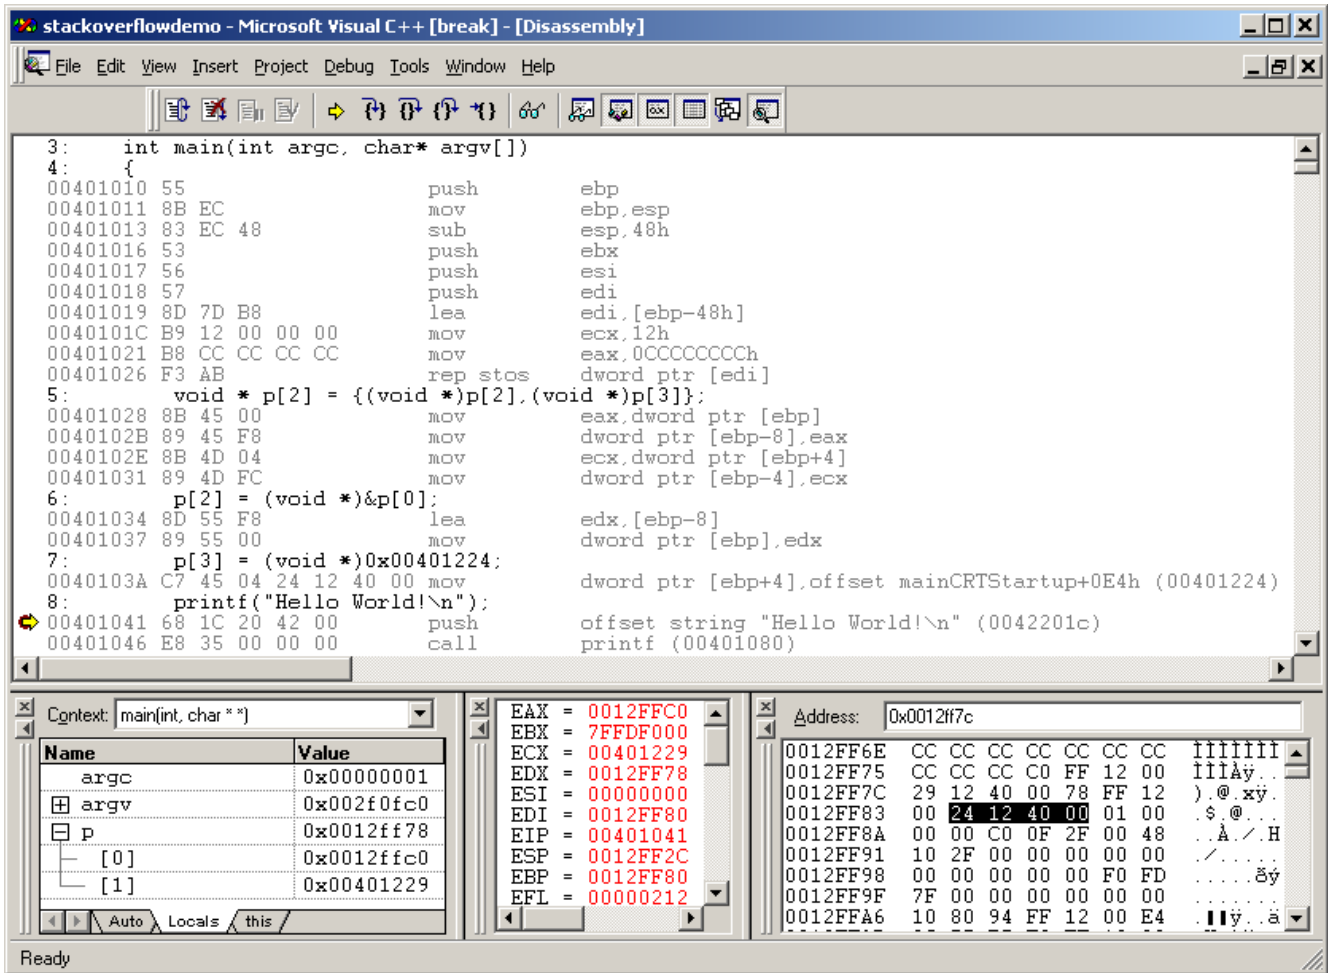 stackoverflowdemo - Microsoft Visual C++ [break] - [Disassembly]
File Edit View Insert Project Debug Tools Window Help
3: int main(int argc, char* argv[])
4: {
00401010 55 push ebp
00401011 8B EC mov ebp,esp
00401013 83 EC 48 sub esp,48h
00401016 53 push ebx
00401017 56 push esi
00401018 57 push edi
00401019 8D 7D B8 lea edi,[ebp-48h]
0040101C B9 12 00 00 00 mov ecx,12h
00401021 B8 CC CC CC CC mov eax,0CCCCCCCCh
00401026 F3 AB rep stos dword ptr [edi]
5: void * p[2] = {(void *)p[2],(void *)p[3]};
00401028 8B 45 00 mov eax,dword ptr [ebp]
0040102B 89 45 F8 mov dword ptr [ebp-8],eax
0040102E 8B 4D 04 mov ecx,dword ptr [ebp+4]
00401031 89 4D FC mov dword ptr [ebp-4],ecx
6: p[2] = (void *)&p[0];
00401034 8D 55 F8 lea edx,[ebp-8]
00401037 89 55 00 mov dword ptr [ebp],edx
7: p[3] = (void *)0x00401224;
0040103A C7 45 04 24 12 40 00 mov dword ptr [ebp+4],offset mainCRTStartup+0E4h (00401224)
8: printf("Hello World!\n");
00401041 68 1C 20 42 00 push offset string "Hello World!\n" (0042201c)
00401046 E8 35 00 00 00 call printf (00401080)
Context: main(int, char * *)
Name Value
argc 0x00000001
argv 0x002f0fc0
p 0x0012ff78
[0] 0x0012ffc0
[1] 0x00401229
Auto Locals this
EAX = 0012FFC0
EBX = 7FFDF000
ECX = 00401229
EDX = 0012FF78
ESI = 00000000
EDI = 0012FF80
EIP = 00401041
ESP = 0012FF2C
EBP = 0012FF80
EFL = 00000212
Address: 0x0012ff7c
0012FF6E CC CC CC CC CC CC CC ÌÌÌÌÌÌÌ
0012FF75 CC CC CC C0 FF 12 00 ÌÌÌÀÿ..
0012FF7C 29 12 40 00 78 FF 12 ).@.xÿ.
0012FF83 00 24 12 40 00 01 00 .$.@...
0012FF8A 00 00 C0 0F 2F 00 48 ..À./.H
0012FF91 10 2F 00 00 00 00 00 ./.....
0012FF98 00 00 00 00 00 F0 FD .....ðý
0012FF9F 7F 00 00 00 00 00 00 .......
0012FFA6 10 80 94 FF 12 00 E4 .▮▮ÿ..ä
Ready